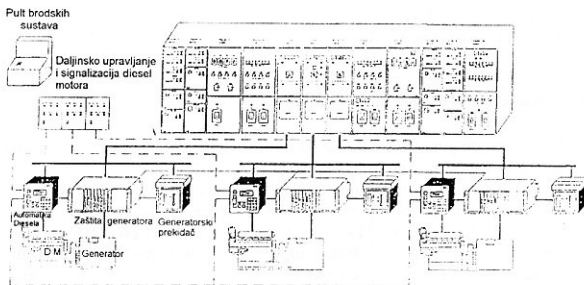 Pult brodskih
sustava
Daljinsko upravljanje
i signalizacija diesel
motora
Automatika
Diesela
Zaštita generatora
Generatorski
prekidač
D M
Generator